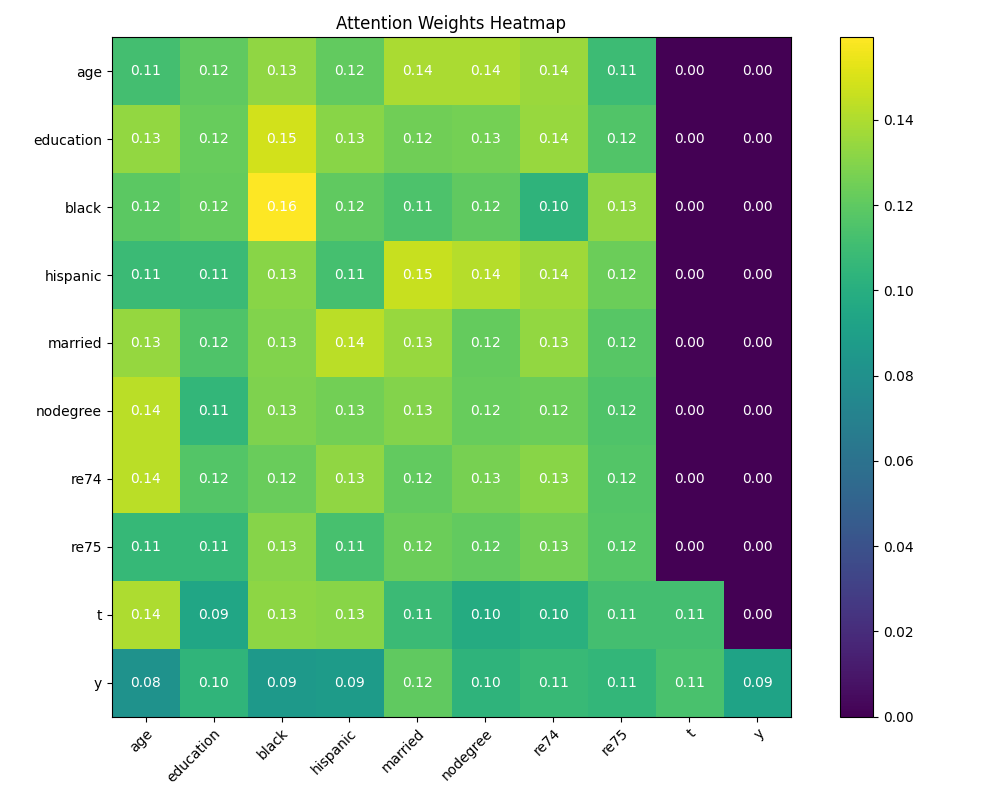 Attention Weights Heatmap
age 0.11 0.12 0.13 0.12 0.14 0.14 0.14 0.11 0.00 0.00
education 0.13 0.12 0.15 0.13 0.12 0.13 0.14 0.12 0.00 0.00
black 0.12 0.12 0.16 0.12 0.11 0.12 0.10 0.13 0.00 0.00
hispanic 0.11 0.11 0.13 0.11 0.15 0.14 0.14 0.12 0.00 0.00
married 0.13 0.12 0.13 0.14 0.13 0.12 0.13 0.12 0.00 0.00
nodegree 0.14 0.11 0.13 0.13 0.13 0.12 0.12 0.12 0.00 0.00
re74 0.14 0.12 0.12 0.13 0.12 0.13 0.13 0.12 0.00 0.00
re75 0.11 0.11 0.13 0.11 0.12 0.12 0.13 0.12 0.00 0.00
t 0.14 0.09 0.13 0.13 0.11 0.10 0.10 0.11 0.11 0.00
y 0.08 0.10 0.09 0.09 0.12 0.10 0.11 0.11 0.11 0.09
age education black hispanic married nodegree re74 re75 t y
0.14
0.12
0.10
0.08
0.06
0.04
0.02
0.00